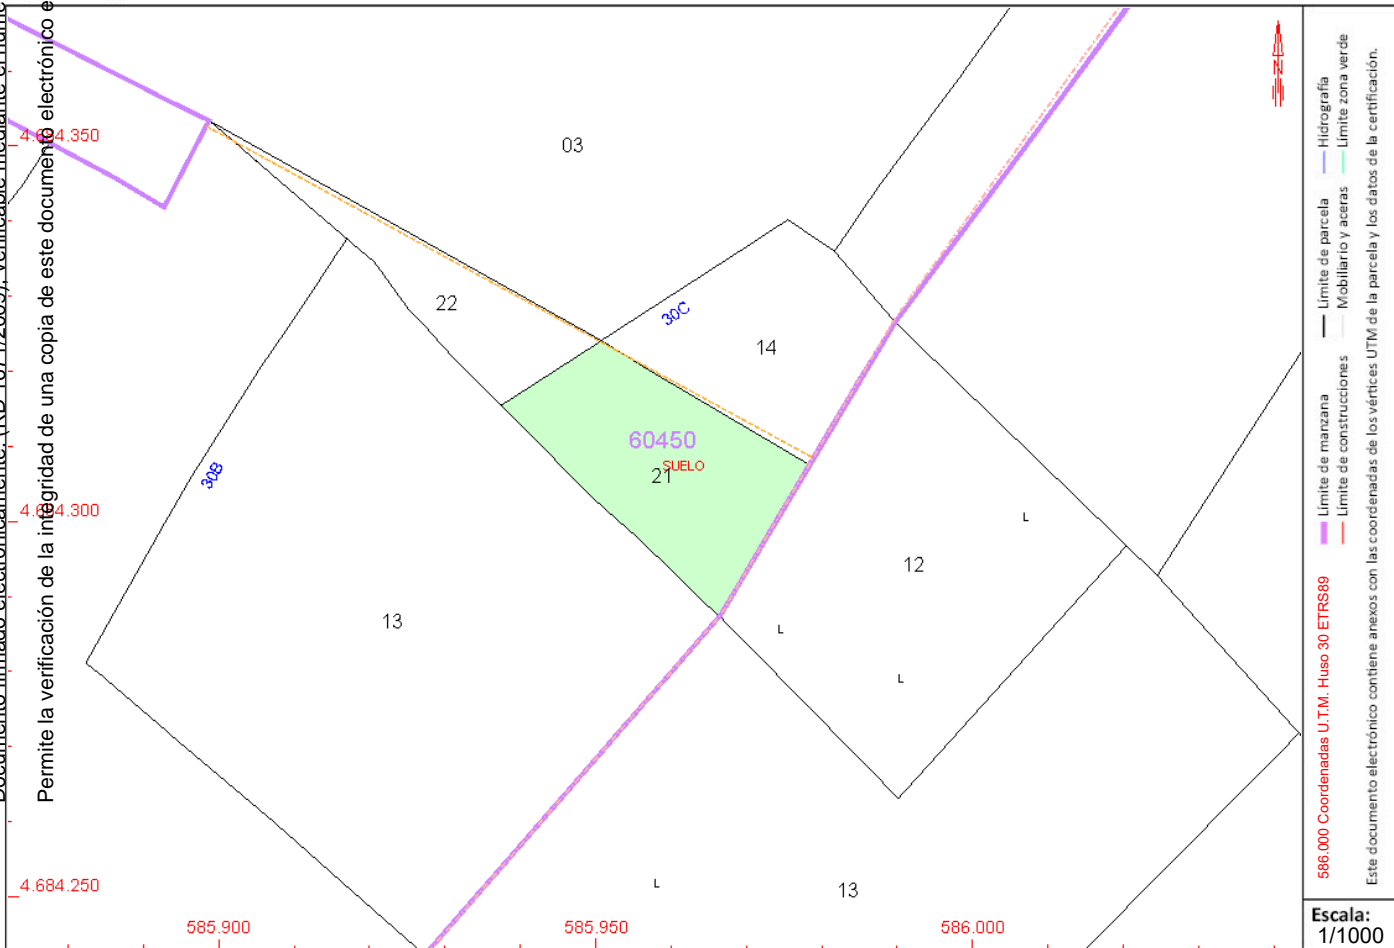 Permite la verificación de la integridad de una copia de este documento electrónico e
4.684.350
03
22
30C
14
60450
SUELO
21
30B
4.684.300
L
12
13
L
L
4.684.250
L
13
585.900
585.950
586.000
N
Hidrografía
Límite zona verde
Límite de parcela
Mobiliario y aceras
Límite de manzana
Límite de construcciones
586.000 Coordenadas U.T.M. Huso 30 ETRS89
Este documento electrónico contiene anexos con las coordenadas de los vértices UTM de la parcela y los datos de la certificación.
Escala:
1/1000